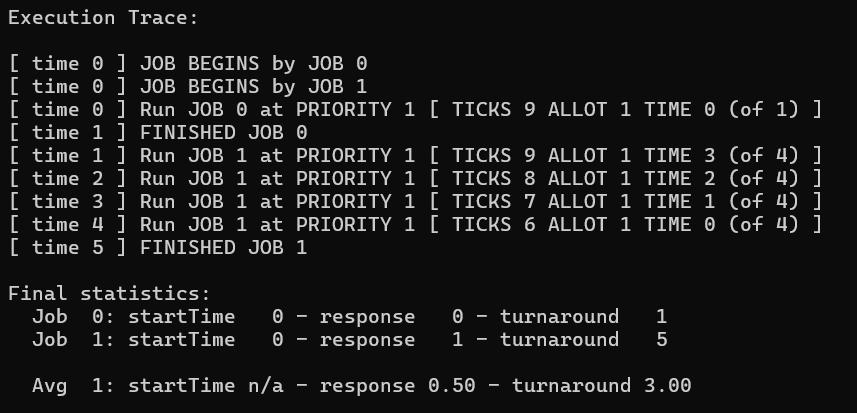 Execution Trace:

[ time 0 ] JOB BEGINS by JOB 0
[ time 0 ] JOB BEGINS by JOB 1
[ time 0 ] Run JOB 0 at PRIORITY 1 [ TICKS 9 ALLOT 1 TIME 0 (of 1) ]
[ time 1 ] FINISHED JOB 0
[ time 1 ] Run JOB 1 at PRIORITY 1 [ TICKS 9 ALLOT 1 TIME 3 (of 4) ]
[ time 2 ] Run JOB 1 at PRIORITY 1 [ TICKS 8 ALLOT 1 TIME 2 (of 4) ]
[ time 3 ] Run JOB 1 at PRIORITY 1 [ TICKS 7 ALLOT 1 TIME 1 (of 4) ]
[ time 4 ] Run JOB 1 at PRIORITY 1 [ TICKS 6 ALLOT 1 TIME 0 (of 4) ]
[ time 5 ] FINISHED JOB 1

Final statistics:
  Job  0: startTime   0 - response   0 - turnaround   1
  Job  1: startTime   0 - response   1 - turnaround   5

  Avg  1: startTime n/a - response 0.50 - turnaround 3.00